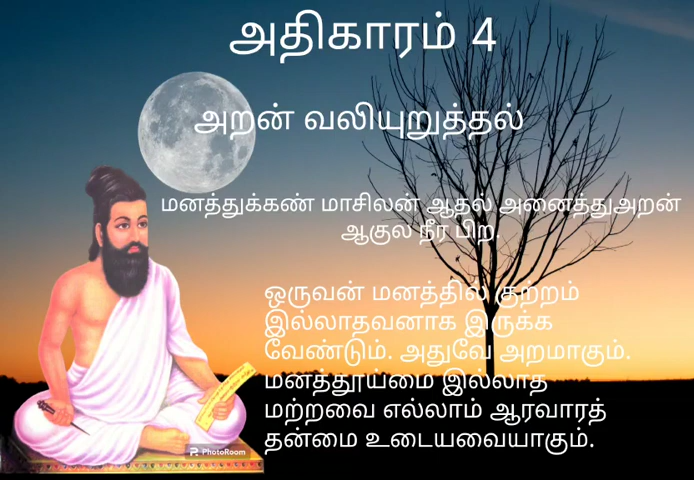 அதிகாரம் 4
அறன் வலியுறுத்தல்
மனத்துக்கண் மாசிலன் ஆதல் அனைத்துஅறன்
ஆகுல நீர பிற.
ஒருவன் மனத்தில் குற்றம்
இல்லாதவனாக இருக்க
வேண்டும். அதுவே அறமாகும்.
மனத்தூய்மை இல்லாத
மற்றவை எல்லாம் ஆரவாரத்
தன்மை உடையவையாகும்.
PhotoRoom